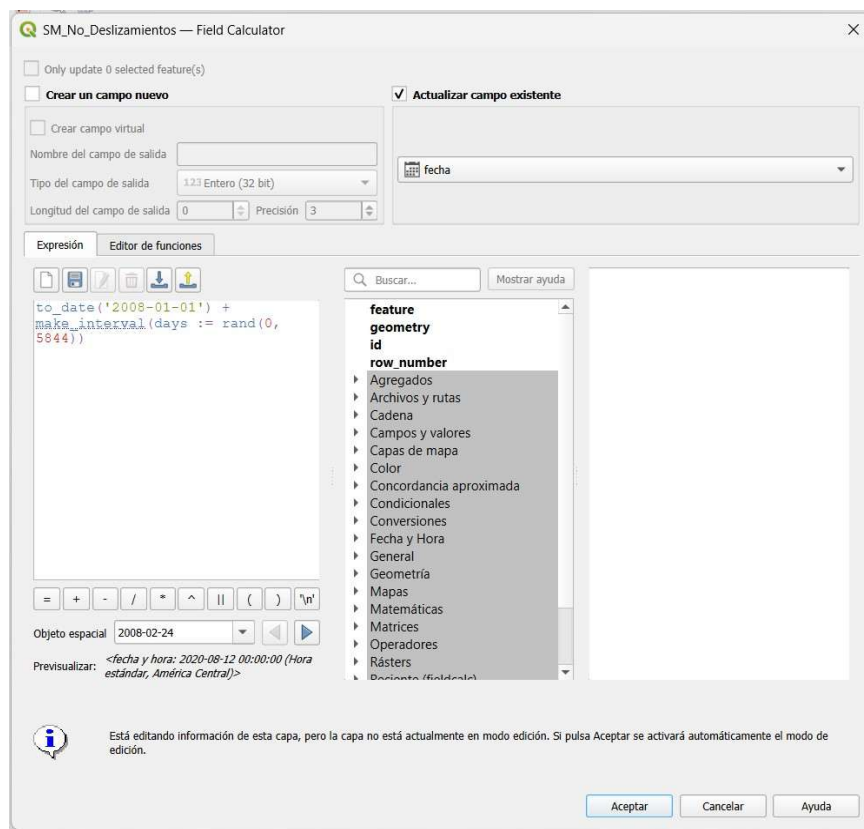 SM_No_Deslizamientos — Field Calculator
Only update 0 selected feature(s)
Crear un campo nuevo
Actualizar campo existente
Crear campo virtual
Nombre del campo de salida
Tipo del campo de salida
123 Entero (32 bit)
Longitud del campo de salida
0
Precisión
3
fecha
Expresión
Editor de funciones
to_date('2008-01-01') +
make_interval(days := rand(0,
5844))
Buscar...
Mostrar ayuda
feature
geometry
id
row_number
Agregados
Archivos y rutas
Cadena
Campos y valores
Capas de mapa
Color
Concordancia aproximada
Condicionales
Conversiones
Fecha y Hora
General
Geometría
Mapas
Matemáticas
Matrices
Operadores
Rásters
Reciente (fieldcalc)
= + - / * ^ || ( ) '\n'
Objeto espacial
2008-02-24
Previsualizar:
<fecha y hora: 2020-08-12 00:00:00 (Hora
estándar, América Central)>
Está editando información de esta capa, pero la capa no está actualmente en modo edición. Si pulsa Aceptar se activará automáticamente el modo de
edición.
Aceptar
Cancelar
Ayuda